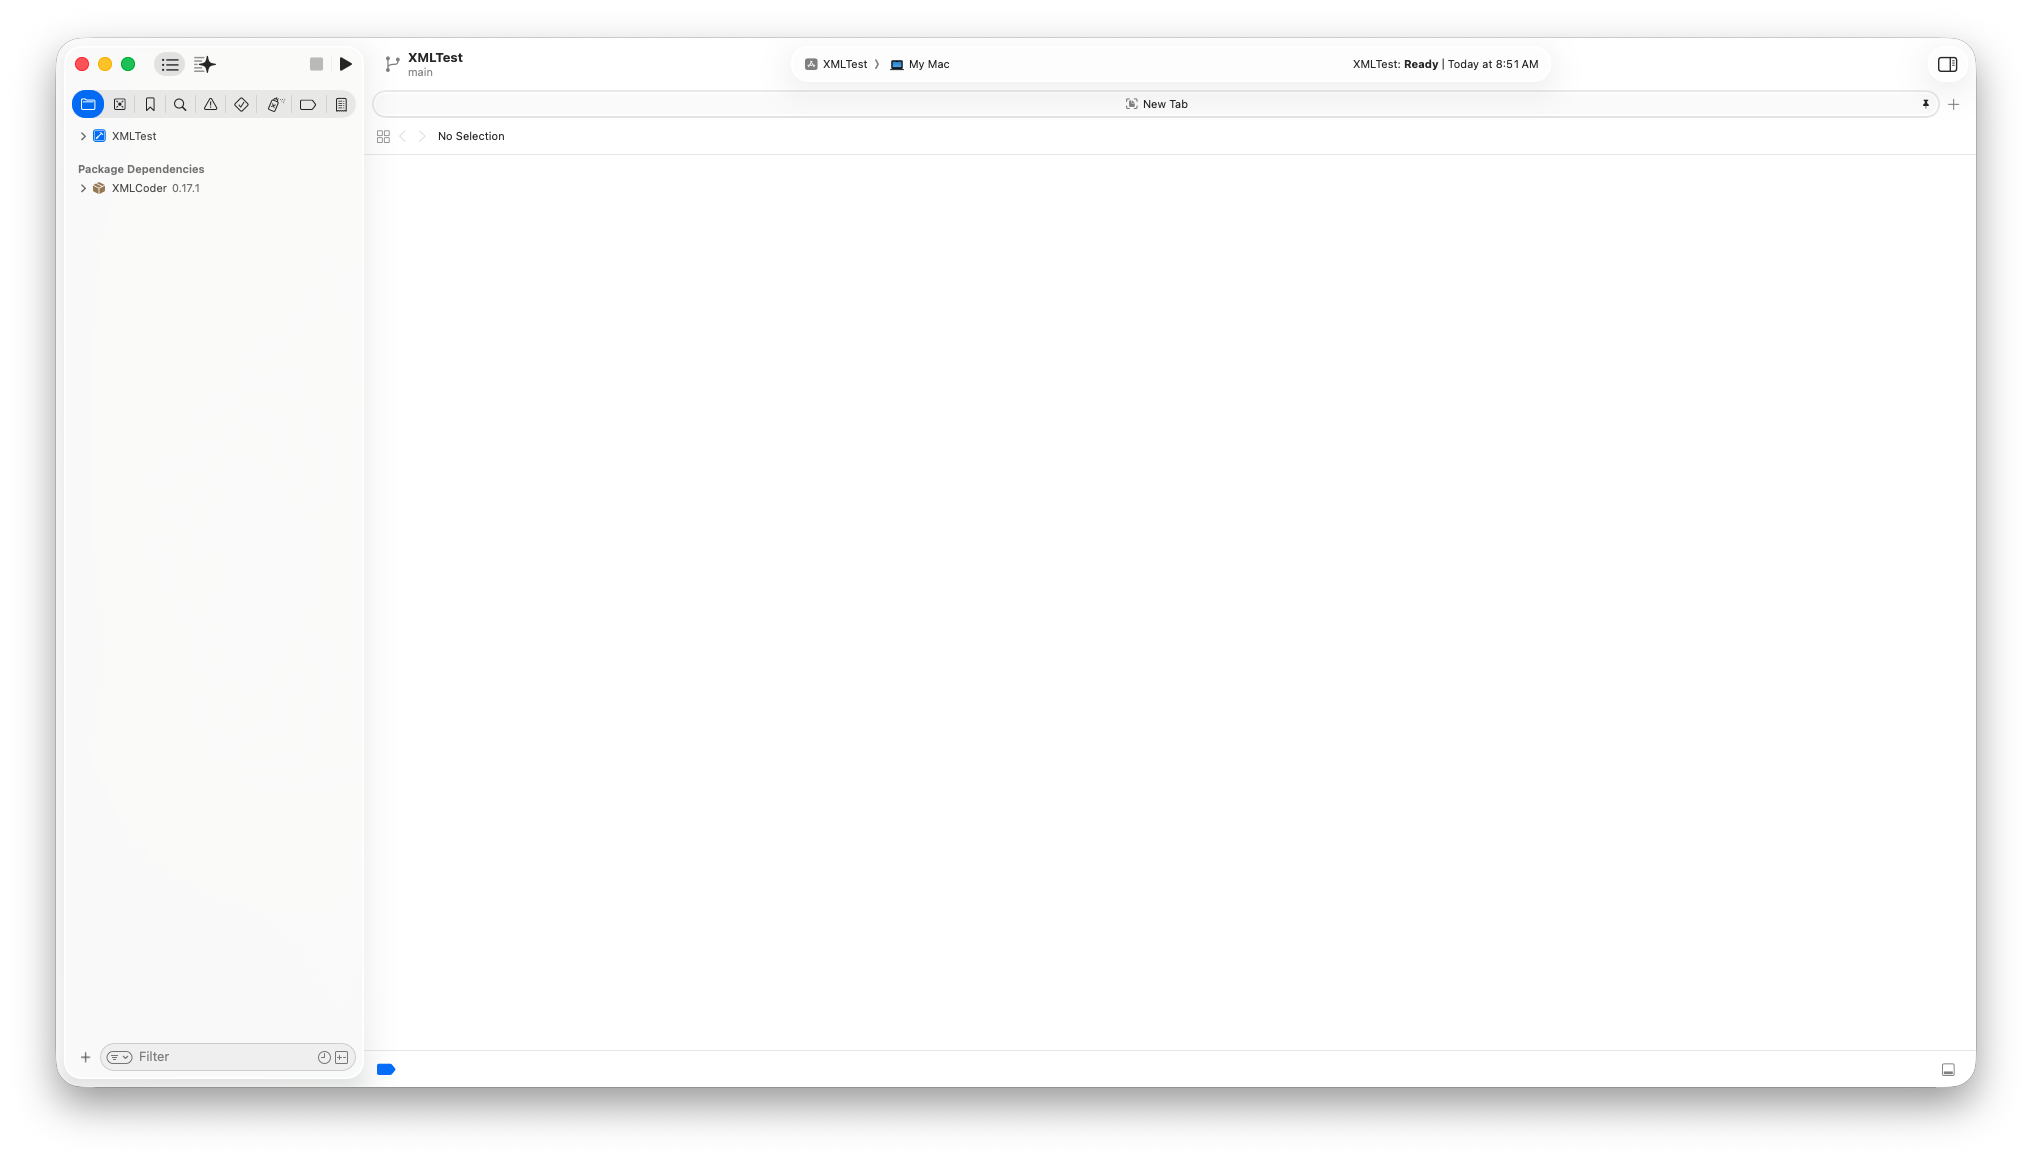 XMLTest
main
XMLTest
My Mac
XMLTest: Ready | Today at 8:51 AM
New Tab
No Selection
XMLTest
Package Dependencies
XMLCoder 0.17.1
Filter